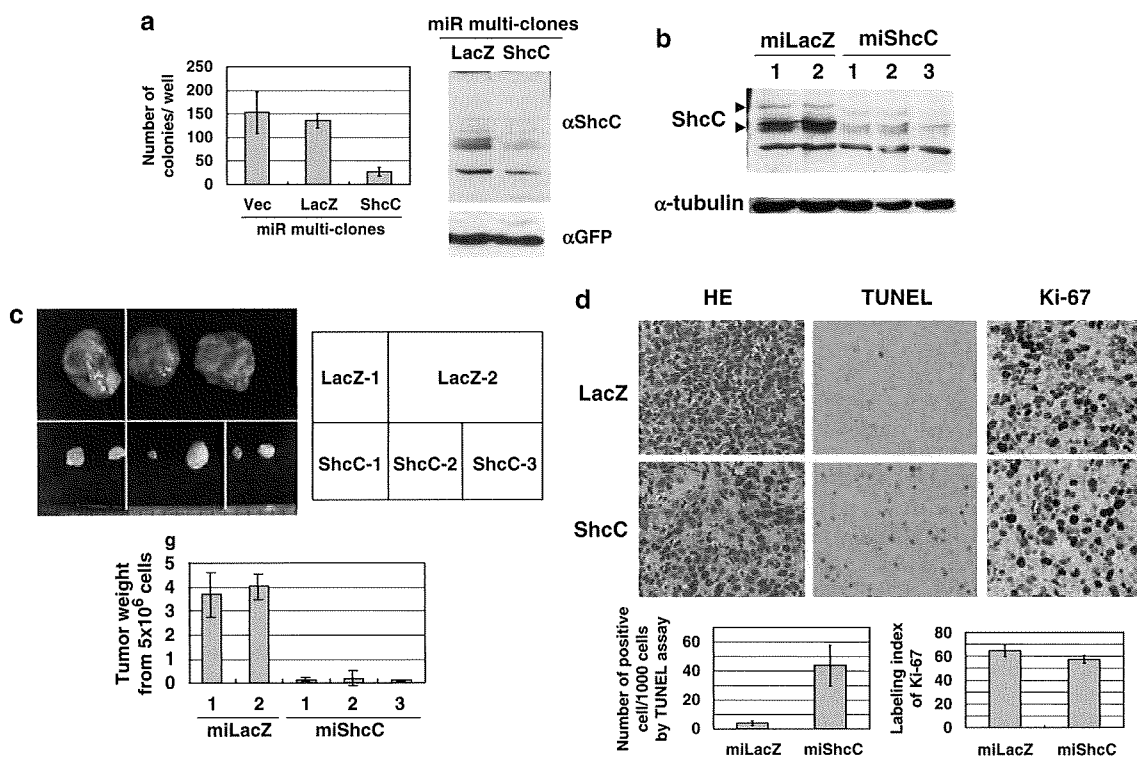 a
Number of
colonies/ well
250
200
150
100
50
0
Vec LacZ ShcC
miR multi-clones
miR multi-clones
LacZ ShcC
αShcC
αGFP
b
miLacZ miShcC
1 2 1 2 3
ShcC
α-tubulin
c
LacZ-1 LacZ-2
ShcC-1 ShcC-2 ShcC-3
g
Tumor weight
from 5x10⁶ cells
5
4
3
2
1
0
1 2 1 2 3
miLacZ miShcC
d
HE TUNEL Ki-67
LacZ
ShcC
Number of positive
cell/1000 cells
by TUNEL assay
60
40
20
0
miLacZ miShcC
Labeling index
of Ki-67
80
60
40
20
0
miLacZ miShcC